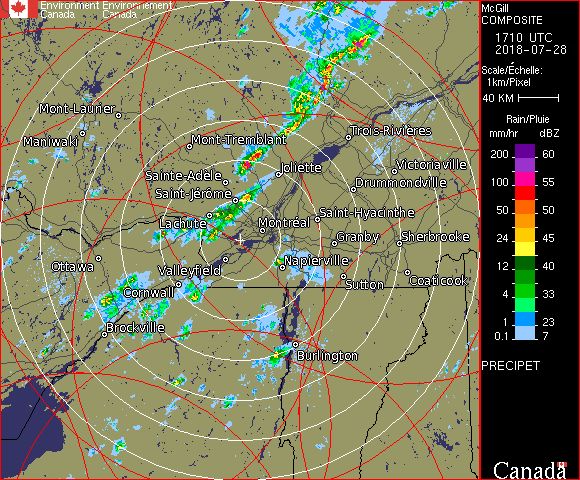 Environment Environnement
Canada Canada
McGill
COMPOSITE
1710 UTC
2018-07-28
Scale/Échelle:
1km/Pixel
40 KM
Rain/Pluie
mm/hr dBZ
200 60
100 55
50 50
24 45
12 40
4 33
1 23
0.1 7
PRECIPET
Canada
Mont-Laurier
Maniwaki
Mont-Tremblant
Trois-Rivières
Sainte-Adèle
Joliette
Victoriaville
Saint-Jérôme
Drummondville
Lachute
Montréal
Saint-Hyacinthe
Granby
Sherbrooke
Ottawa
Valleyfield
Napierville
Cornwall
Sutton
Coaticook
Brockville
Burlington